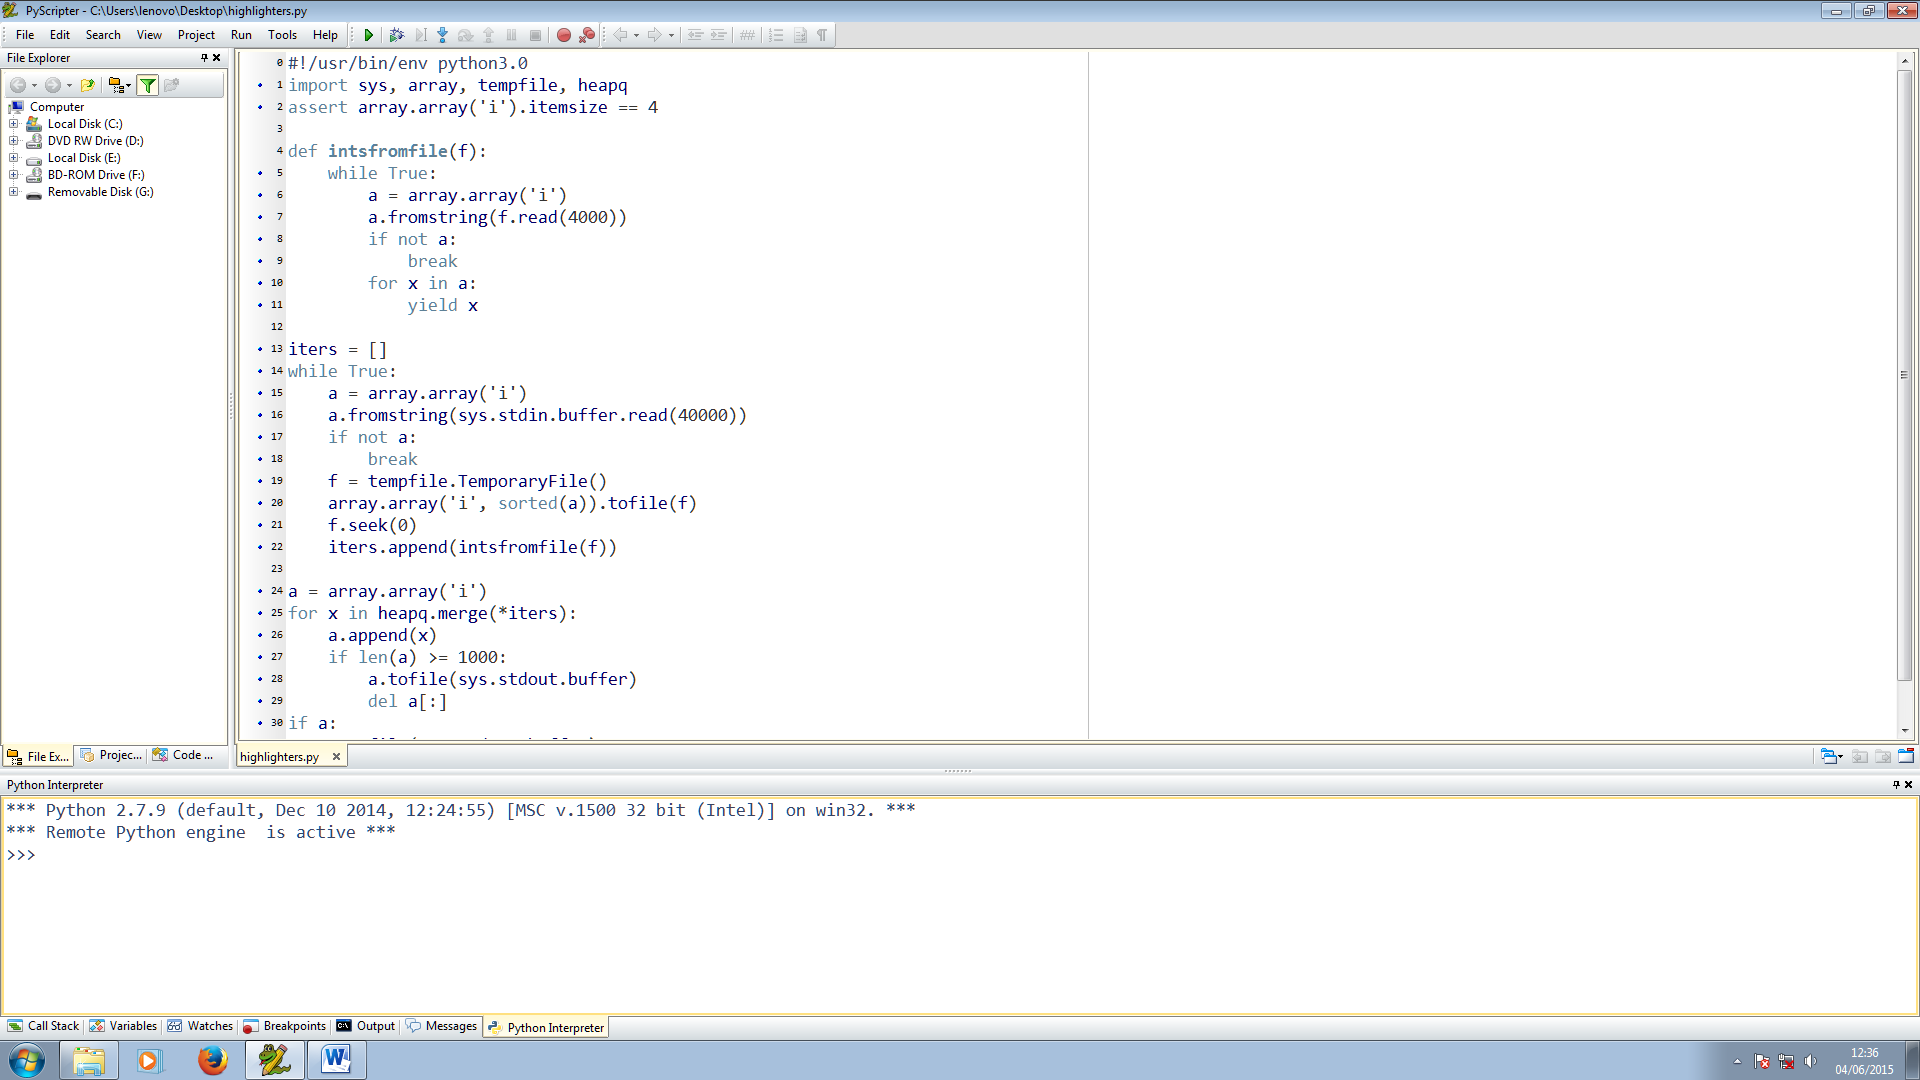 PyScripter - C:\Users\lenovo\Desktop\highlighters.py
File Edit Search View Project Run Tools Help
File Explorer
Computer
Local Disk (C:)
DVD RW Drive (D:)
Local Disk (E:)
BD-ROM Drive (F:)
Removable Disk (G:)
File Ex... Projec... Code ...
0 #!/usr/bin/env python3.0
1 import sys, array, tempfile, heapq
2 assert array.array('i').itemsize == 4
3
4 def intsfromfile(f):
5     while True:
6         a = array.array('i')
7         a.fromstring(f.read(4000))
8         if not a:
9             break
10         for x in a:
11             yield x
12
13 iters = []
14 while True:
15     a = array.array('i')
16     a.fromstring(sys.stdin.buffer.read(40000))
17     if not a:
18         break
19     f = tempfile.TemporaryFile()
20     array.array('i', sorted(a)).tofile(f)
21     f.seek(0)
22     iters.append(intsfromfile(f))
23
24 a = array.array('i')
25 for x in heapq.merge(*iters):
26     a.append(x)
27     if len(a) >= 1000:
28         a.tofile(sys.stdout.buffer)
29         del a[:]
30 if a:
highlighters.py
Python Interpreter
*** Python 2.7.9 (default, Dec 10 2014, 12:24:55) [MSC v.1500 32 bit (Intel)] on win32. ***
*** Remote Python engine  is active ***
>>>
Call Stack Variables Watches Breakpoints Output Messages Python Interpreter
12:36
04/06/2015